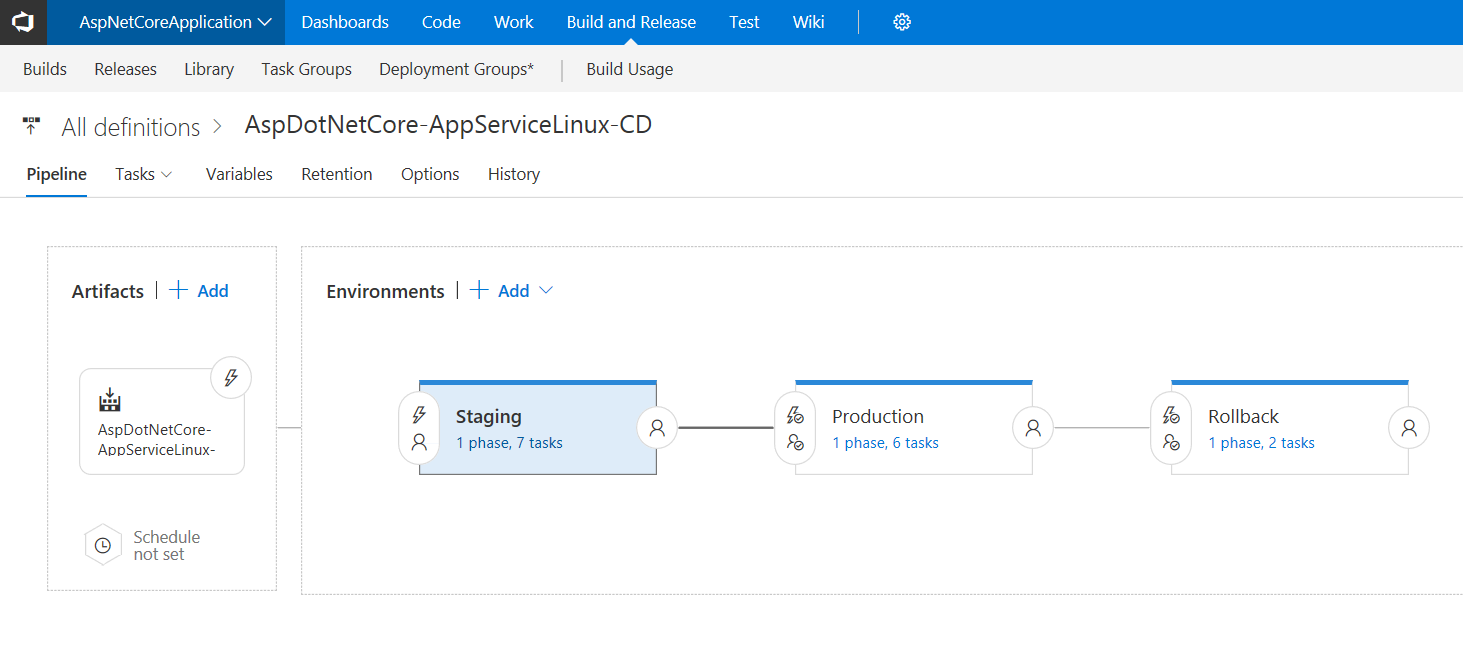 AspNetCoreApplication Dashboards Code Work Build and Release Test Wiki
Builds Releases Library Task Groups Deployment Groups* Build Usage
All definitions > AspDotNetCore-AppServiceLinux-CD
Pipeline Tasks Variables Retention Options History
Artifacts | + Add
AspDotNetCore-
AppServiceLinux-
Schedule
not set
Environments | + Add
Staging
1 phase, 7 tasks
Production
1 phase, 6 tasks
Rollback
1 phase, 2 tasks